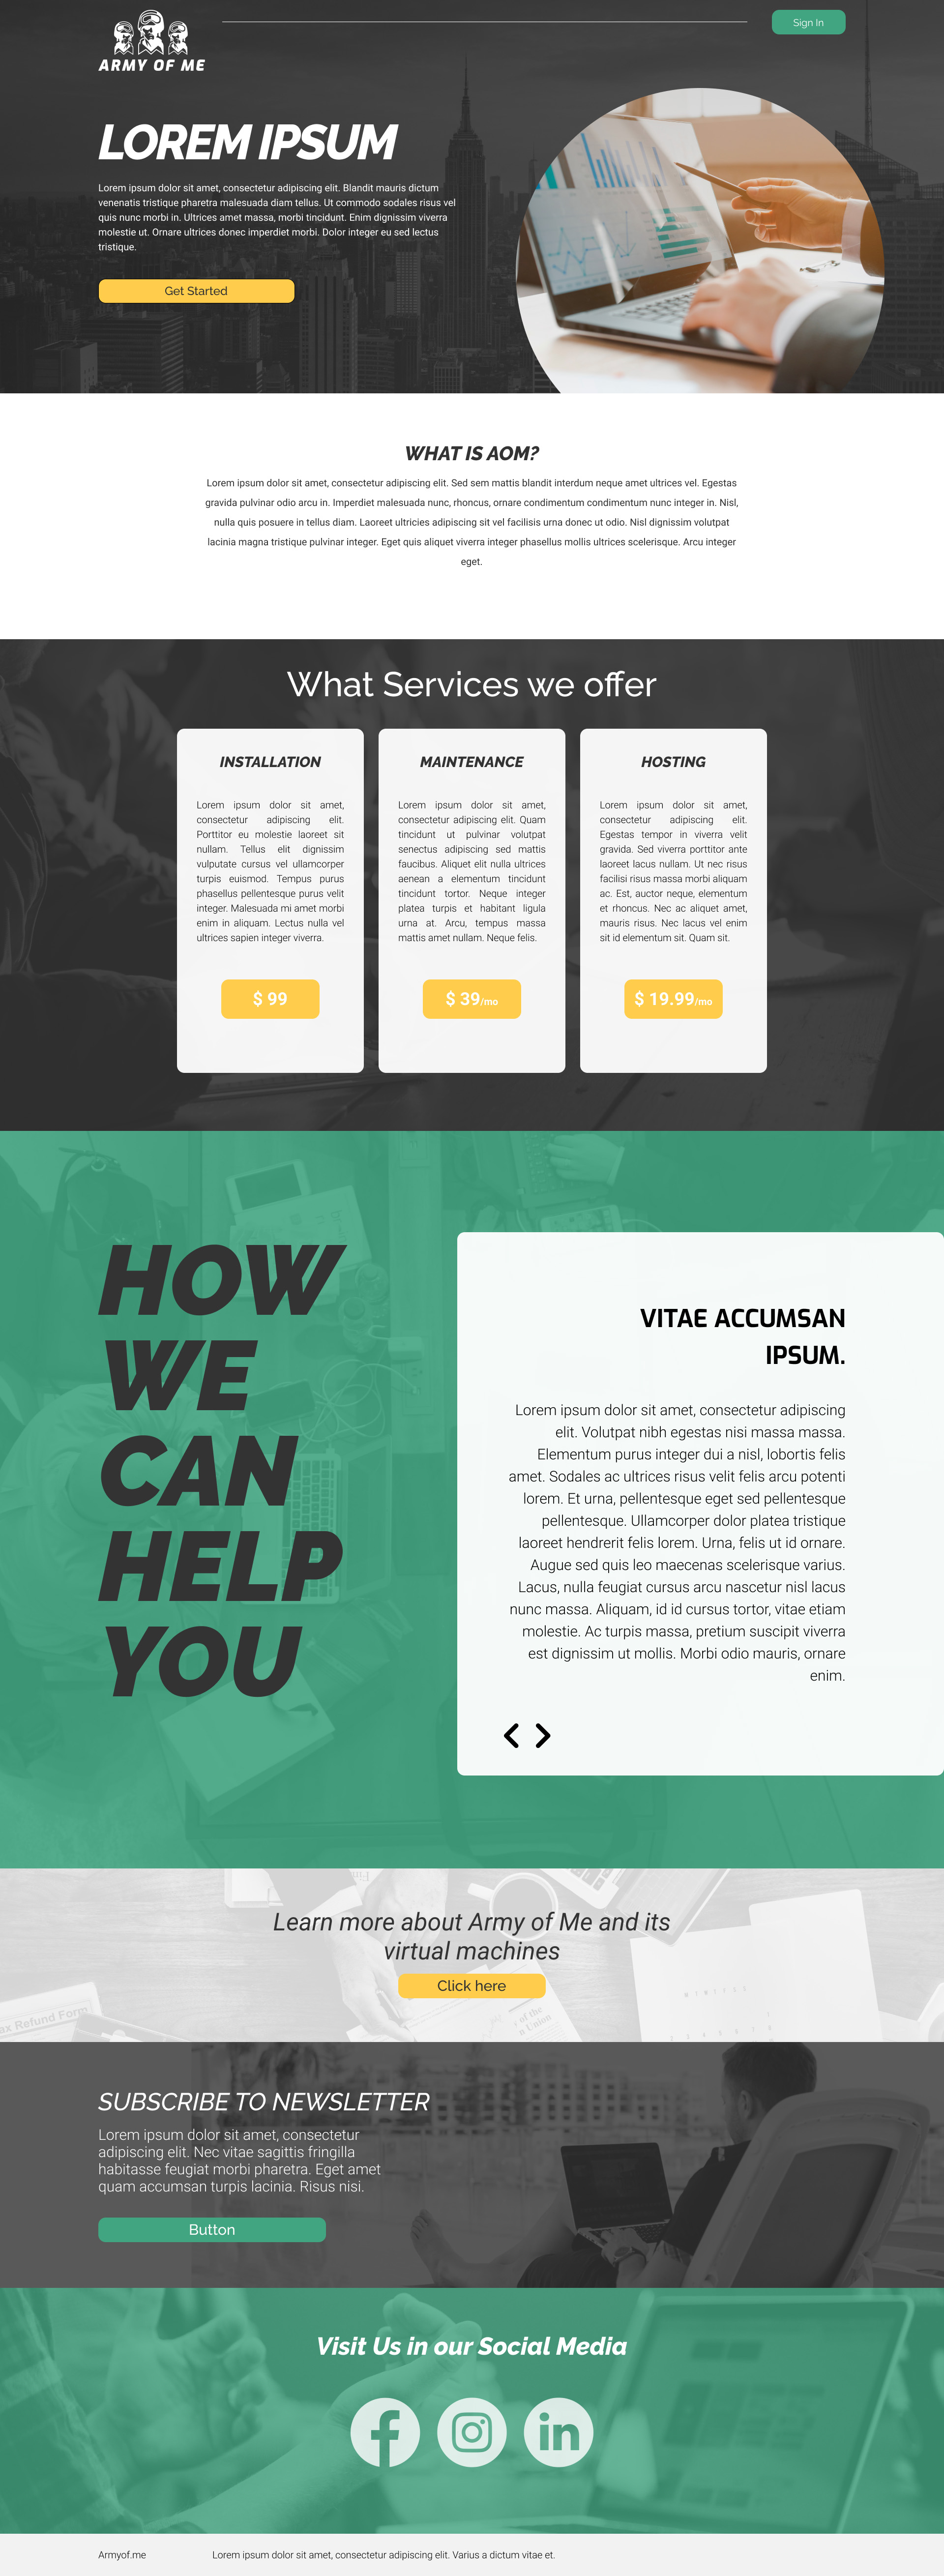 ARMY OF ME
Sign In
LOREM IPSUM
Lorem ipsum dolor sit amet, consectetur adipiscing elit. Blandit mauris dictum
venenatis tristique pharetra malesuada diam tellus. Ut commodo sodales risus vel
quis nunc morbi in. Ultrices amet massa, morbi tincidunt. Enim dignissim viverra
molestie ut. Ornare ultrices donec imperdiet morbi. Dolor integer eu sed lectus
tristique.
Get Started
WHAT IS AOM?
Lorem ipsum dolor sit amet, consectetur adipiscing elit. Sed sem mattis blandit interdum neque amet ultrices vel. Egestas
gravida pulvinar odio arcu in. Imperdiet malesuada nunc, rhoncus, ornare condimentum condimentum nunc integer in. Nisl,
nulla quis posuere in tellus diam. Laoreet ultricies adipiscing sit vel facilisis urna donec ut odio. Nisl dignissim volutpat
lacinia magna tristique pulvinar integer. Eget quis aliquet viverra integer phasellus mollis ultrices scelerisque. Arcu integer
eget.
What Services we offer
INSTALLATION
Lorem ipsum dolor sit amet,
consectetur adipiscing elit.
Porttitor eu molestie laoreet sit
nullam. Tellus elit dignissim
vulputate cursus vel ullamcorper
turpis euismod. Tempus purus
phasellus pellentesque purus velit
integer. Malesuada mi amet morbi
enim in aliquam. Lectus nulla vel
ultrices sapien integer viverra.
$ 99
MAINTENANCE
Lorem ipsum dolor sit amet,
consectetur adipiscing elit. Quam
tincidunt ut pulvinar volutpat
senectus adipiscing sed mattis
faucibus. Aliquet elit nulla ultrices
aenean a elementum tincidunt
tincidunt tortor. Neque integer
platea turpis et habitant ligula
urna at. Arcu, tempus massa
mattis amet nullam. Neque felis.
$ 39/mo
HOSTING
Lorem ipsum dolor sit amet,
consectetur adipiscing elit.
Egestas tempor in viverra velit
gravida. Sed viverra porttitor ante
laoreet lacus nullam. Ut nec risus
facilisi risus massa morbi aliquam
ac. Est, auctor neque, elementum
et rhoncus. Nec ac aliquet amet,
mauris risus. Nec lacus vel enim
sit id elementum sit. Quam sit.
$ 19.99/mo
HOW
WE
CAN
HELP
YOU
VITAE ACCUMSAN
IPSUM.
Lorem ipsum dolor sit amet, consectetur adipiscing
elit. Volutpat nibh egestas nisi massa massa.
Elementum purus integer dui a nisl, lobortis felis
amet. Sodales ac ultrices risus velit felis arcu potenti
lorem. Et urna, pellentesque eget sed pellentesque
pellentesque. Ullamcorper dolor platea tristique
laoreet hendrerit felis lorem. Urna, felis ut id ornare.
Augue sed quis leo maecenas scelerisque varius.
Lacus, nulla feugiat cursus arcu nascetur nisl lacus
nunc massa. Aliquam, id id cursus tortor, vitae etiam
molestie. Ac turpis massa, pretium suscipit viverra
est dignissim ut mollis. Morbi odio mauris, ornare
enim.
Learn more about Army of Me and its
virtual machines
Click here
ax Refund Form
t of the
n Union
SUBSCRIBE TO NEWSLETTER
Lorem ipsum dolor sit amet, consectetur
adipiscing elit. Nec vitae sagittis fringilla
habitasse feugiat morbi pharetra. Eget amet
quam accumsan turpis lacinia. Risus nisi.
Button
Visit Us in our Social Media
Armyof.me
Lorem ipsum dolor sit amet, consectetur adipiscing elit. Varius a dictum vitae et.